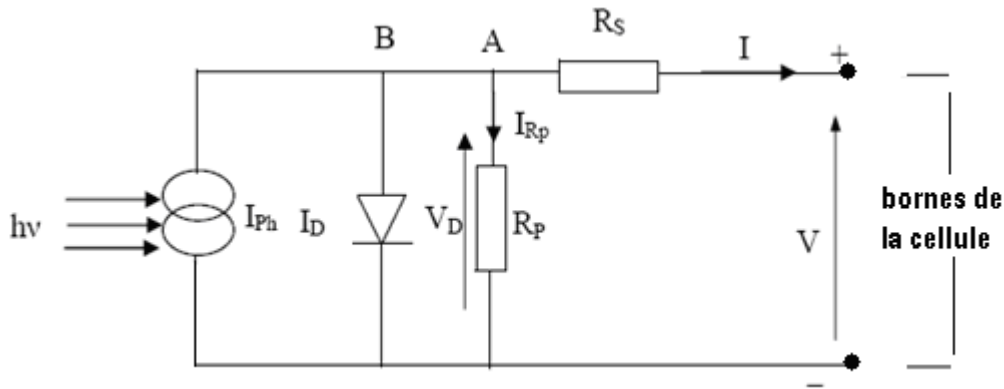 B
A
R_S
I
+
I_Rp
hν
I_Ph
I_D
V_D
R_P
V
bornes de
la cellule
−